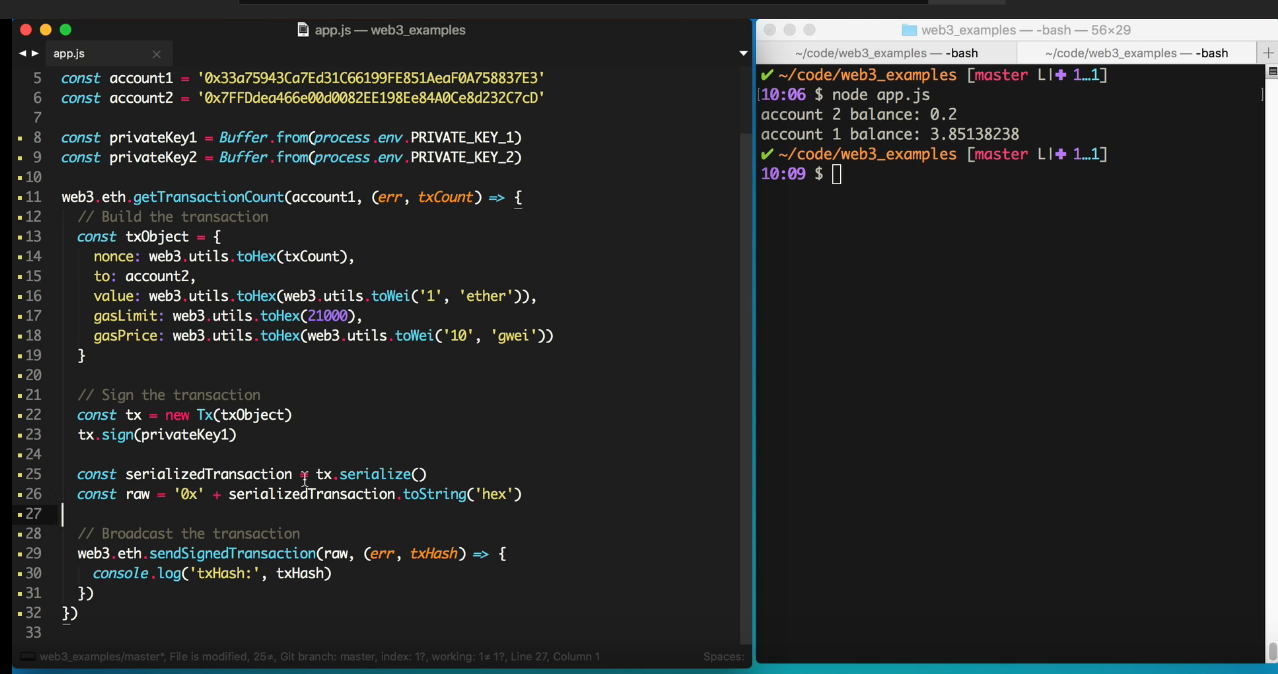 app.js — web3_examples
app.js
5 const account1 = '0x33a75943Ca7Ed31C66199FE851AeaF0A758837E3'
6 const account2 = '0x7FFDdea466e00d0082EE198Ee84A0Ce8d232C7cD'
7
8 const privateKey1 = Buffer.from(process.env.PRIVATE_KEY_1)
9 const privateKey2 = Buffer.from(process.env.PRIVATE_KEY_2)
10
11 web3.eth.getTransactionCount(account1, (err, txCount) => {
12 // Build the transaction
13 const txObject = {
14 nonce: web3.utils.toHex(txCount),
15 to: account2,
16 value: web3.utils.toHex(web3.utils.toWei('1', 'ether')),
17 gasLimit: web3.utils.toHex(21000),
18 gasPrice: web3.utils.toHex(web3.utils.toWei('10', 'gwei'))
19 }
20
21 // Sign the transaction
22 const tx = new Tx(txObject)
23 tx.sign(privateKey1)
24
25 const serializedTransaction = tx.serialize()
26 const raw = '0x' + serializedTransaction.toString('hex')
27
28 // Broadcast the transaction
29 web3.eth.sendSignedTransaction(raw, (err, txHash) => {
30 console.log('txHash:', txHash)
31 })
32 })
33
web3_examples/master*, File is modified, 25≠, Git branch: master, index: 1?, working: 1≠ 1?, Line 27, Column 1 Spaces:
web3_examples — -bash — 56×29
~/code/web3_examples — -bash ~/code/web3_examples — -bash
✔ ~/code/web3_examples [master L|✚ 1…1]
10:06 $ node app.js
account 2 balance: 0.2
account 1 balance: 3.85138238
✔ ~/code/web3_examples [master L|✚ 1…1]
10:09 $